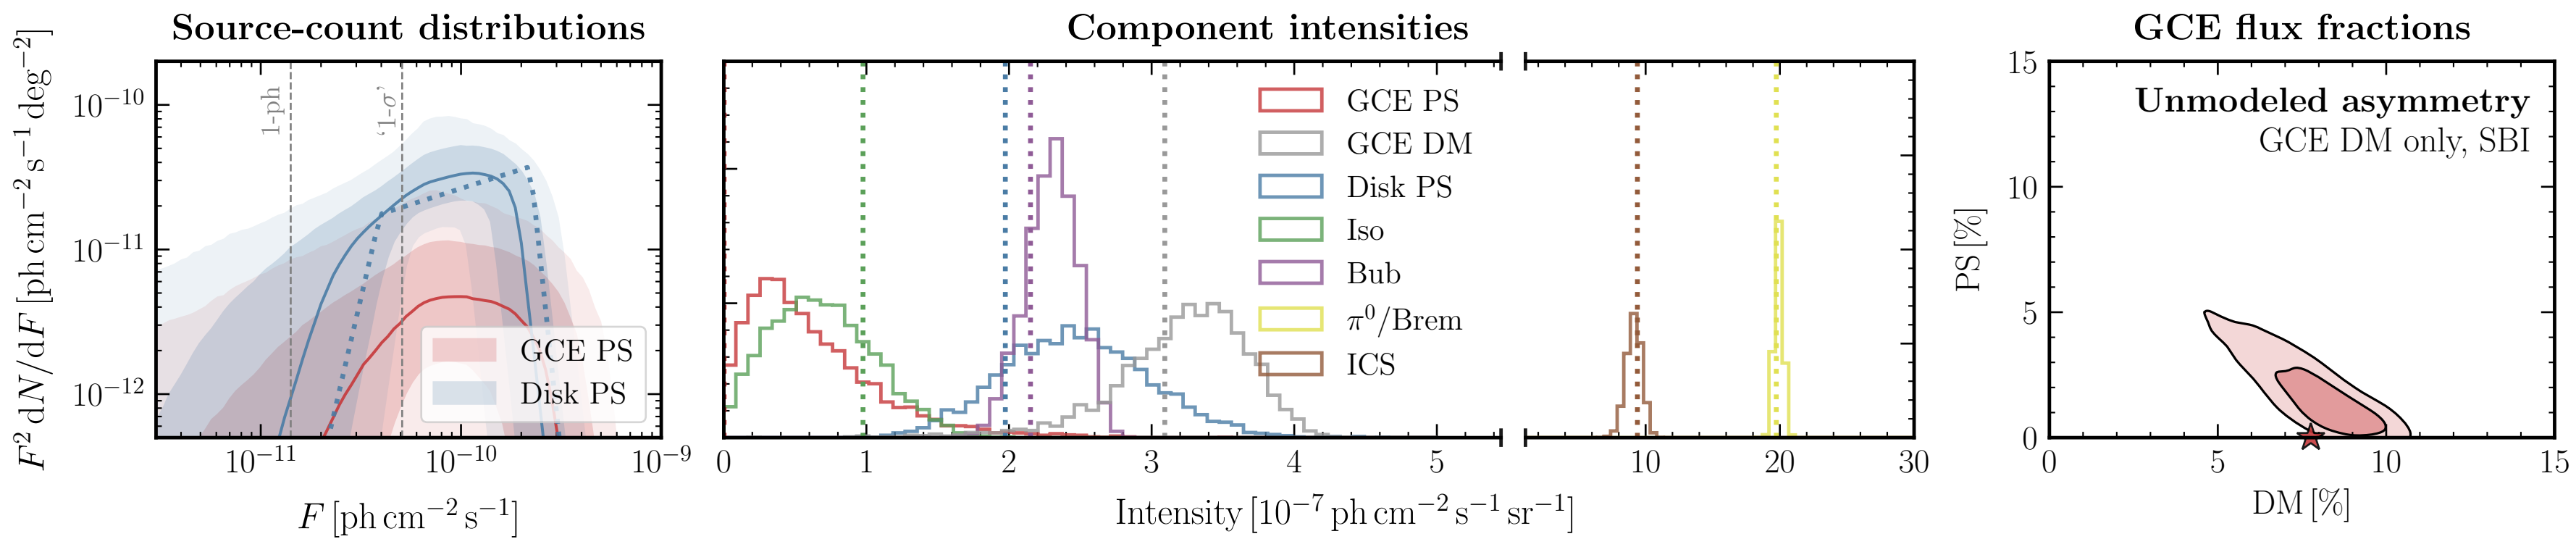 Source-count distributions
F² dN/dF [ph cm⁻² s⁻¹ deg⁻²]
10⁻¹⁰
10⁻¹¹
10⁻¹²
1-ph
‘1-σ’
GCE PS
Disk PS
10⁻¹¹ 10⁻¹⁰ 10⁻⁹
F [ph cm⁻² s⁻¹]
Component intensities
GCE PS
GCE DM
Disk PS
Iso
Bub
π⁰/Brem
ICS
0 1 2 3 4 5 10 20 30
Intensity [10⁻⁷ ph cm⁻² s⁻¹ sr⁻¹]
GCE flux fractions
Unmodeled asymmetry
GCE DM only, SBI
PS [%]
15
10
5
0
0 5 10 15
DM [%]